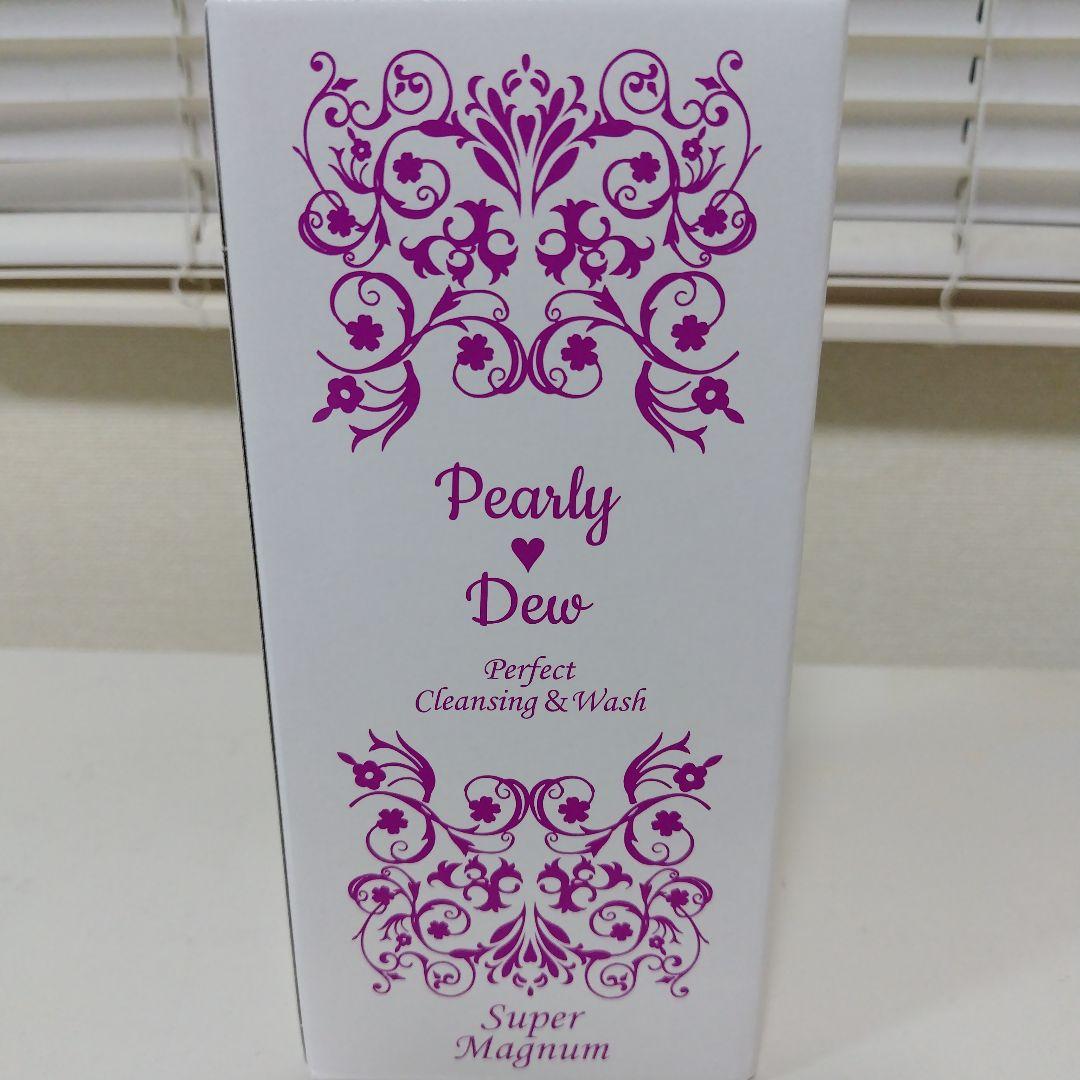 Pearly
♥
Dew
Perfect
Cleansing & Wash
Super
Magnum